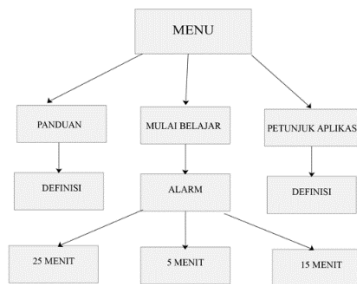 MENU
PANDUAN
MULAI BELAJAR
PETUNJUK APLIKAS
DEFINISI
ALARM
DEFINISI
25 MENIT
5 MENIT
15 MENIT